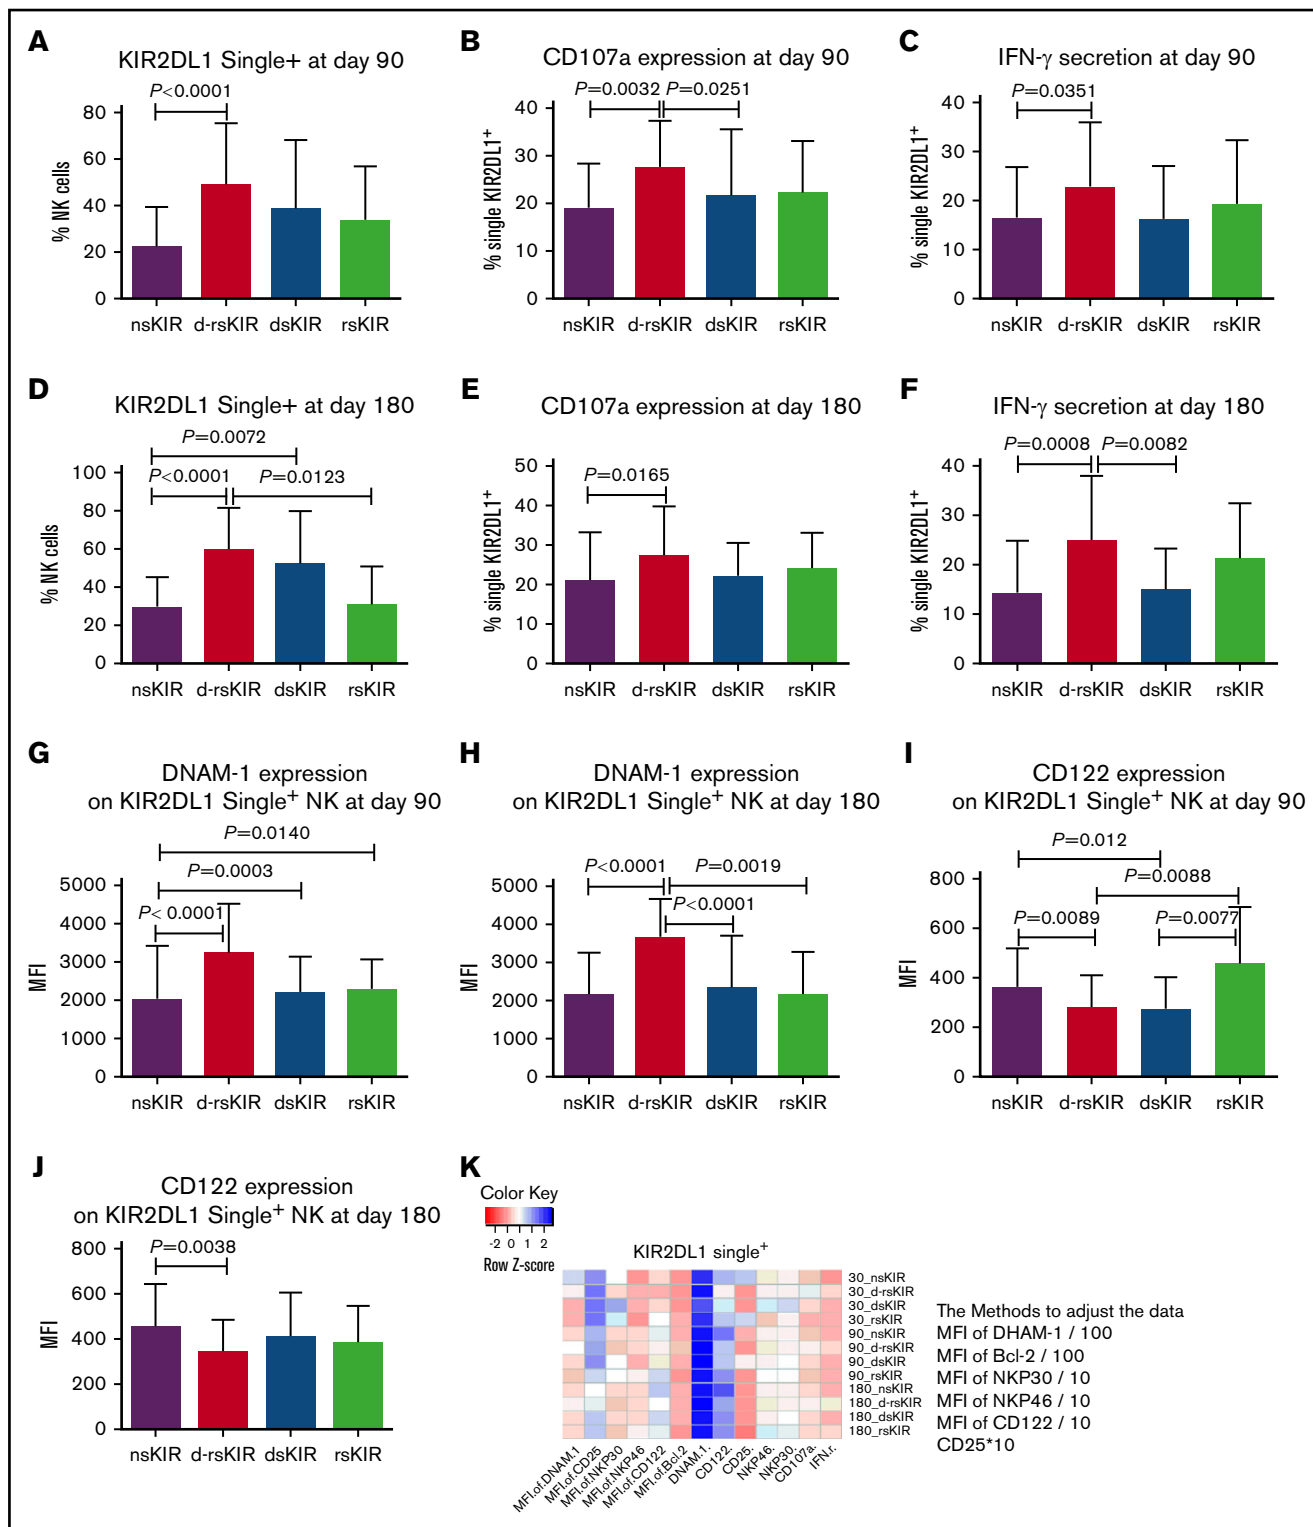 A
KIR2DL1 Single+ at day 90
P<0.0001
% NK cells
80
60
40
20
0
nsKIR d-rsKIR dsKIR rsKIR
B
CD107a expression at day 90
P=0.0032 P=0.0251
% single KIR2DL1+
40
30
20
10
0
nsKIR d-rsKIR dsKIR rsKIR
C
IFN-γ secretion at day 90
P=0.0351
% single KIR2DL1+
40
30
20
10
0
nsKIR d-rsKIR dsKIR rsKIR
D
KIR2DL1 Single+ at day 180
P=0.0072
P<0.0001 P=0.0123
% NK cells
100
80
60
40
20
0
nsKIR d-rsKIR dsKIR rsKIR
E
CD107a expression at day 180
P=0.0165
% single KIR2DL1+
50
40
30
20
10
0
nsKIR d-rsKIR dsKIR rsKIR
F
IFN-γ secretion at day 180
P=0.0008 P=0.0082
% single KIR2DL1+
40
30
20
10
0
nsKIR d-rsKIR dsKIR rsKIR
G
DNAM-1 expression
on KIR2DL1 Single+ NK at day 90
P=0.0140
P=0.0003
P< 0.0001
MFI
5000
4000
3000
2000
1000
0
nsKIR d-rsKIR dsKIR rsKIR
H
DNAM-1 expression
on KIR2DL1 Single+ NK at day 180
P<0.0001 P=0.0019
P<0.0001
MFI
5000
4000
3000
2000
1000
0
nsKIR d-rsKIR dsKIR rsKIR
I
CD122 expression
on KIR2DL1 Single+ NK at day 90
P=0.012
P=0.0088
P=0.0089 P=0.0077
MFI
800
600
400
200
0
nsKIR d-rsKIR dsKIR rsKIR
J
CD122 expression
on KIR2DL1 Single+ NK at day 180
P=0.0038
MFI
800
600
400
200
0
nsKIR d-rsKIR dsKIR rsKIR
K
Color Key
-2 0 1 2
Row Z-score
KIR2DL1 single+
30_nsKIR
30_d-rsKIR
30_dsKIR
30_rsKIR
90_nsKIR
90_d-rsKIR
90_dsKIR
90_rsKIR
180_nsKIR
180_d-rsKIR
180_dsKIR
180_rsKIR
MFI.of.DNAM.1
MFI.of.CD25
MFI.of.NKP30
MFI.of.NKP46
MFI.of.CD122
MFI.of.Bcl-2
DNAM.1.
CD122.
CD25.
NKP46.
NKP30.
CD107a.
IFN.r.
The Methods to adjust the data
MFI of DHAM-1 / 100
MFI of Bcl-2 / 100
MFI of NKP30 / 10
MFI of NKP46 / 10
MFI of CD122 / 10
CD25*10